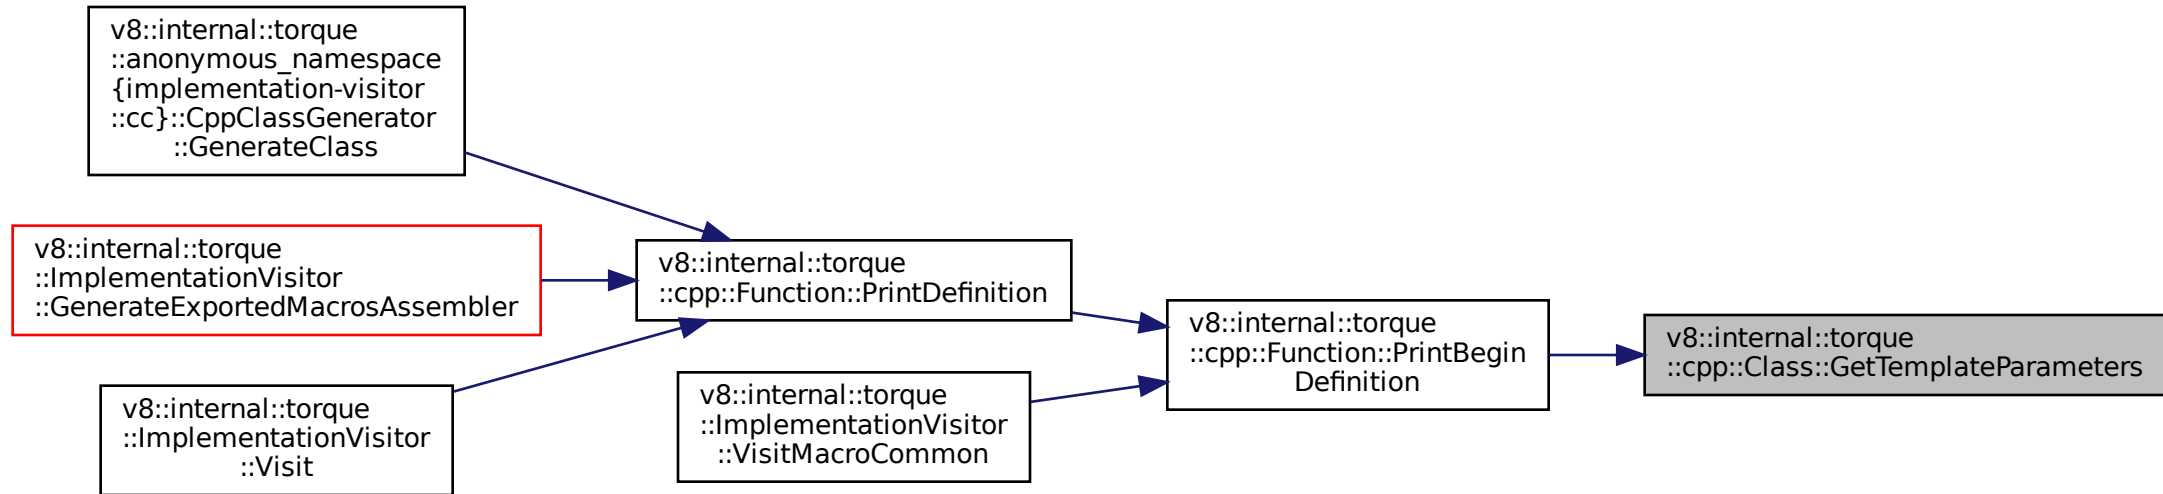 v8::internal::torque
::anonymous_namespace
{implementation-visitor
::cc}::CppClassGenerator
::GenerateClass
v8::internal::torque
::ImplementationVisitor
::GenerateExportedMacrosAssembler
v8::internal::torque
::ImplementationVisitor
::Visit
v8::internal::torque
::cpp::Function::PrintDefinition
v8::internal::torque
::ImplementationVisitor
::VisitMacroCommon
v8::internal::torque
::cpp::Function::PrintBegin
Definition
v8::internal::torque
::cpp::Class::GetTemplateParameters